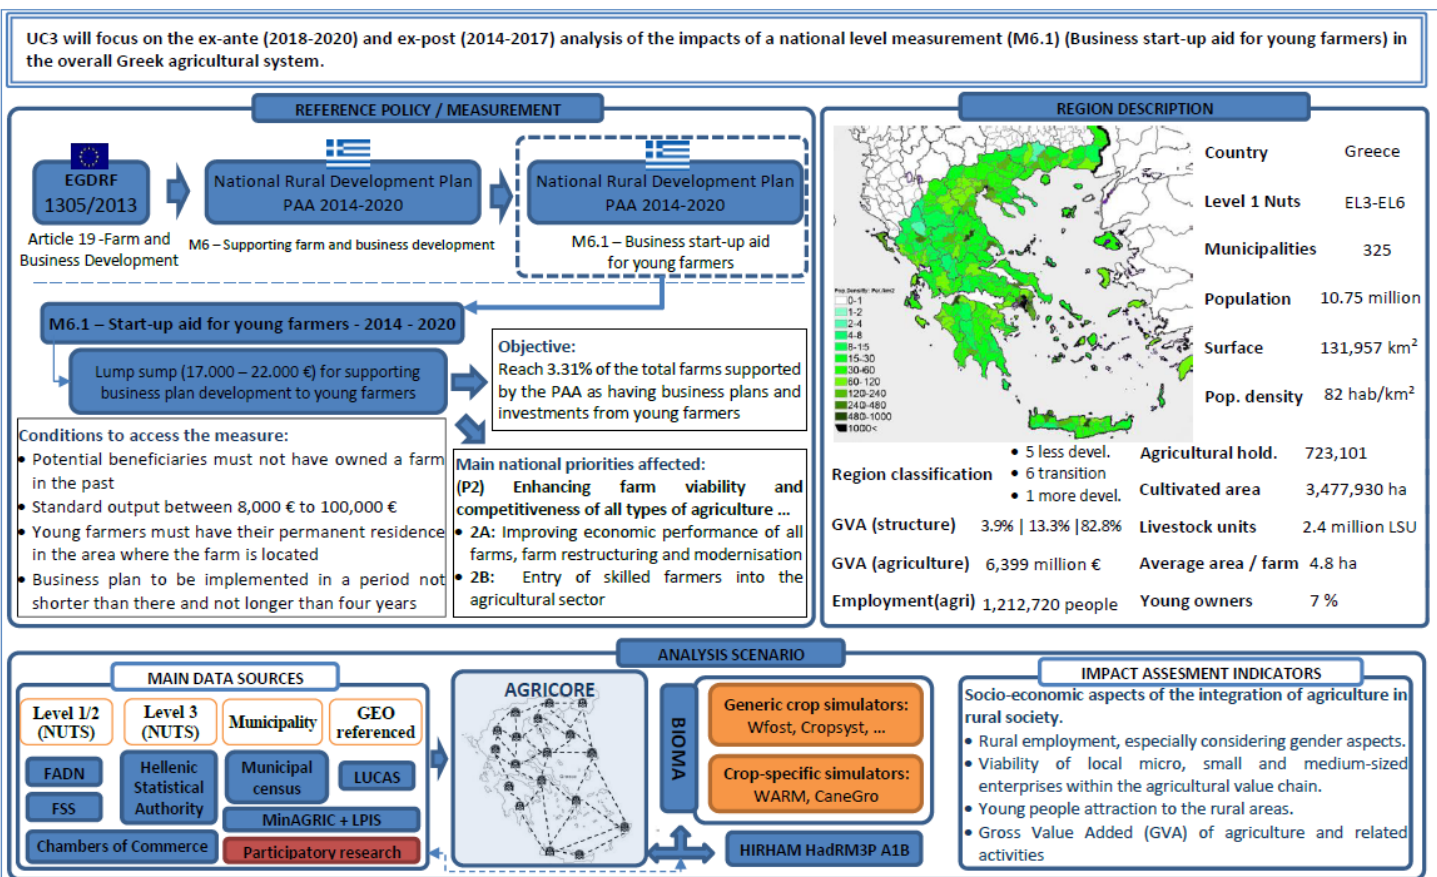 UC3 will focus on the ex-ante (2018-2020) and ex-post (2014-2017) analysis of the impacts of a national level measurement (M6.1) (Business start-up aid for young farmers) in
the overall Greek agricultural system.
REFERENCE POLICY / MEASUREMENT
EGDRF
1305/2013
Article 19 -Farm and
Business Development
National Rural Development Plan
PAA 2014-2020
M6 – Supporting farm and business development
National Rural Development Plan
PAA 2014-2020
M6.1 – Business start-up aid
for young farmers
M6.1 – Start-up aid for young farmers - 2014 - 2020
Lump sum (17.000 – 22.000 €) for supporting
business plan development to young farmers
Objective:
Reach 3.31% of the total farms supported
by the PAA as having business plans and
investments from young farmers
Conditions to access the measure:
• Potential beneficiaries must not have owned a farm
in the past
• Standard output between 8,000 € to 100,000 €
• Young farmers must have their permanent residence
in the area where the farm is located
• Business plan to be implemented in a period not
shorter than there and not longer than four years
Main national priorities affected:
(P2) Enhancing farm viability and
competitiveness of all types of agriculture ...
• 2A: Improving economic performance of all
farms, farm restructuring and modernisation
• 2B: Entry of skilled farmers into the
agricultural sector
REGION DESCRIPTION
Pop Density: Per./km2
0-1
1-2
2-4
4-8
8-15
15-30
30-60
60-120
120-240
240-480
480-1000
1000<
Country Greece
Level 1 Nuts EL3-EL6
Municipalities 325
Population 10.75 million
Surface 131,957 km²
Pop. density 82 hab/km²
Region classification
• 5 less devel.
• 6 transition
• 1 more devel.
GVA (structure) 3.9% | 13.3% |82.8%
GVA (agriculture) 6,399 million €
Employment(agri) 1,212,720 people
Agricultural hold. 723,101
Cultivated area 3,477,930 ha
Livestock units 2.4 million LSU
Average area / farm 4.8 ha
Young owners 7 %
ANALYSIS SCENARIO
MAIN DATA SOURCES
Level 1/2
(NUTS)
Level 3
(NUTS)
Municipality
GEO
referenced
FADN
FSS
Hellenic
Statistical
Authority
Municipal
census
LUCAS
MinAGRIC + LPIS
Chambers of Commerce
Participatory research
AGRICORE
BIOMA
Generic crop simulators:
Wfost, Cropsyst, ...
Crop-specific simulators:
WARM, CaneGro
HIRHAM HadRM3P A1B
IMPACT ASSESMENT INDICATORS
Socio-economic aspects of the integration of agriculture in
rural society.
• Rural employment, especially considering gender aspects.
• Viability of local micro, small and medium-sized
enterprises within the agricultural value chain.
• Young people attraction to the rural areas.
• Gross Value Added (GVA) of agriculture and related
activities